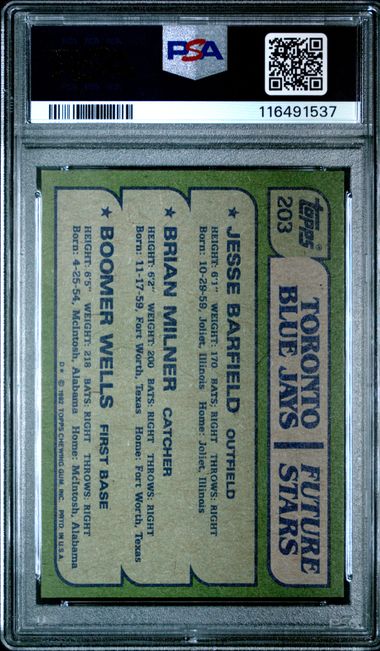 PSA
116491537
topps
203
TORONTO
BLUE JAYS
FUTURE
STARS
★ JESSE BARFIELD OUTFIELD
HEIGHT: 6'1" WEIGHT: 170 BATS: RIGHT THROWS: RIGHT
Born: 10-29-59, Joliet, Illinois Home: Joliet, Illinois
★ BRIAN MILNER CATCHER
HEIGHT: 6'2" WEIGHT: 200 BATS: RIGHT THROWS: RIGHT
Born: 11-17-59 Fort Worth, Texas Home: Fort Worth, Texas
★ BOOMER WELLS FIRST BASE
HEIGHT: 6'5" WEIGHT: 218 BATS: RIGHT THROWS: RIGHT
Born: 4-25-54, McIntosh, Alabama Home: McIntosh, Alabama
D★ © 1982 TOPPS CHEWING GUM, INC. PRTD. IN U.S.A.
PSA